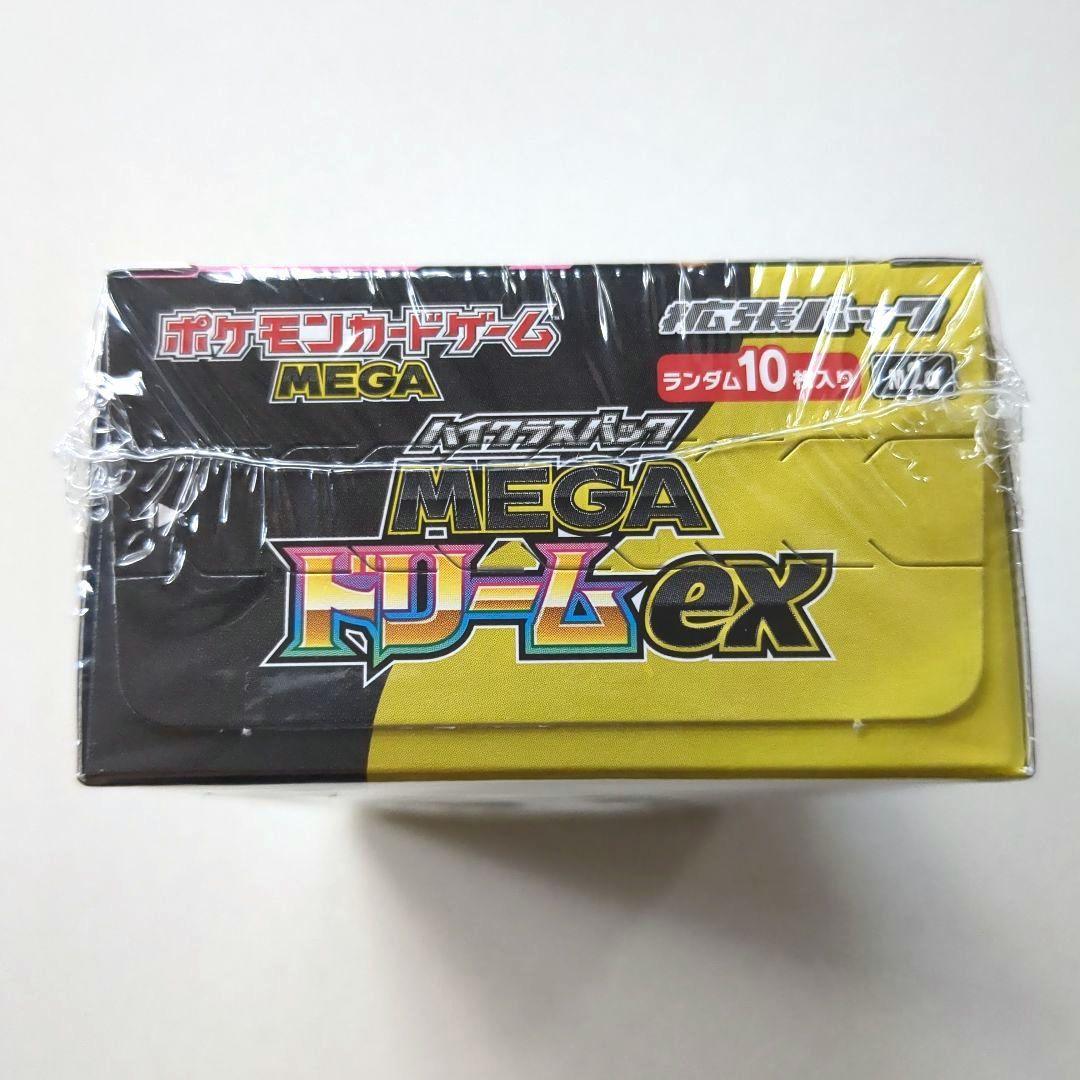 ポケモンカードゲーム
MEGA
拡張パック
ランダム10枚入り
ハイクラスパック
MEGA
ドリームex